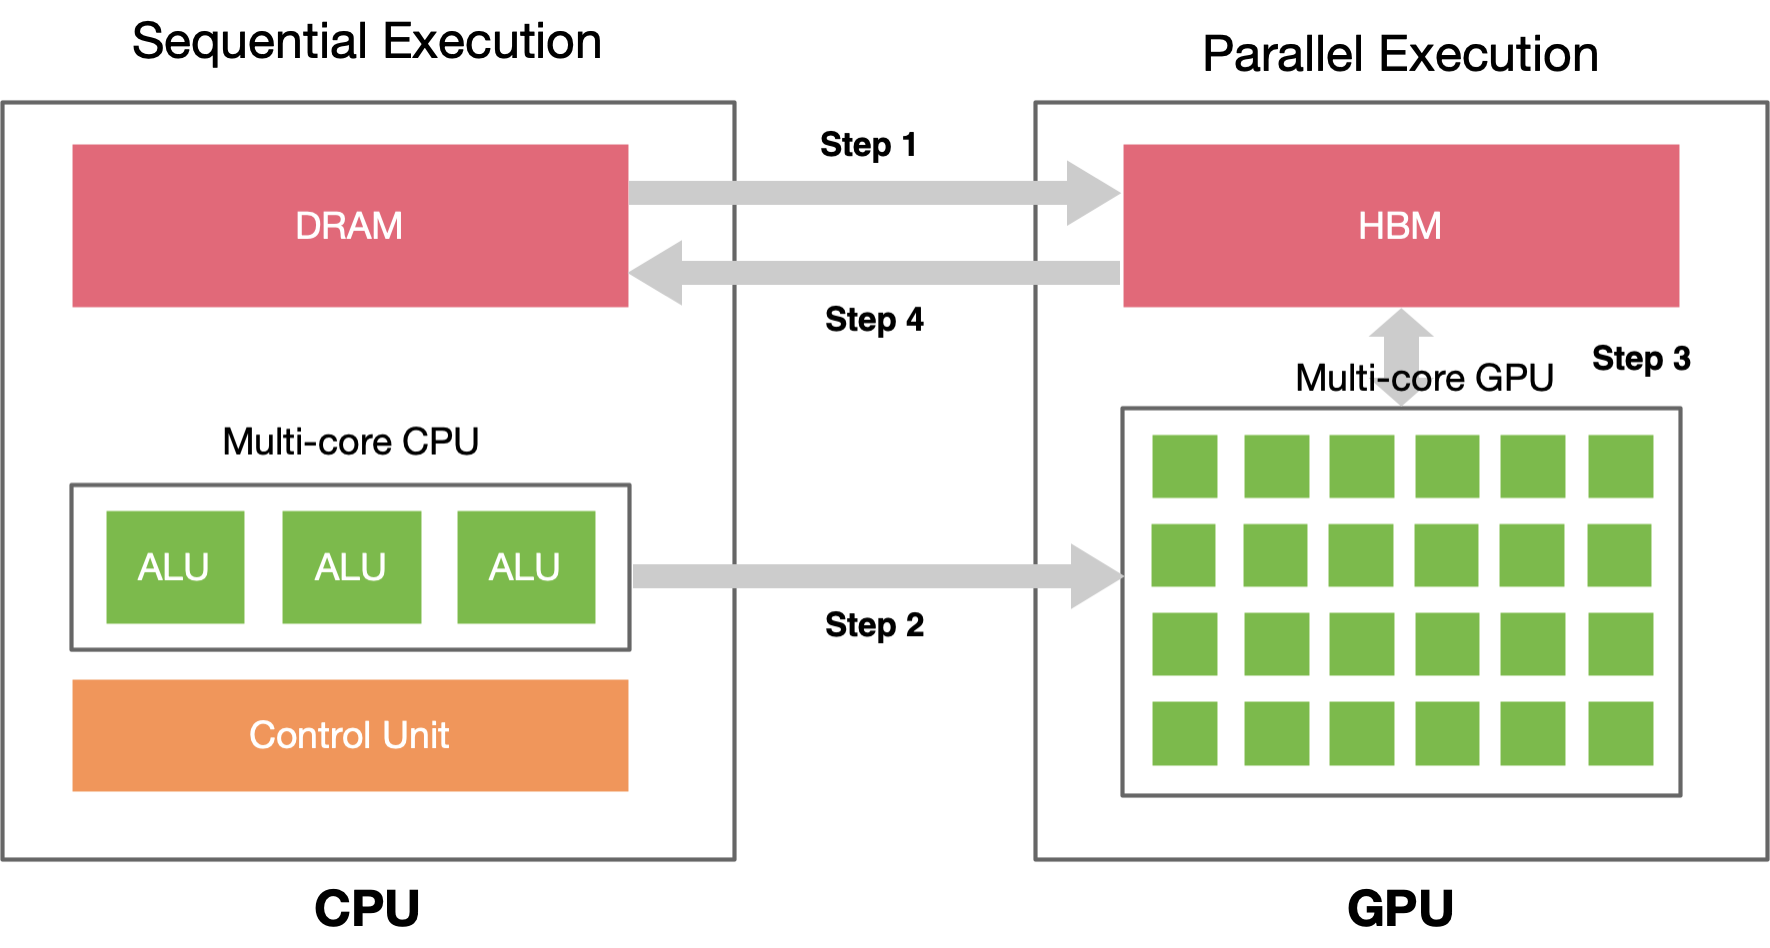 Sequential Execution
Parallel Execution
Step 1
DRAM
HBM
Step 4
Step 3
Multi-core GPU
Multi-core CPU
ALU ALU ALU
Step 2
Control Unit
CPU
GPU